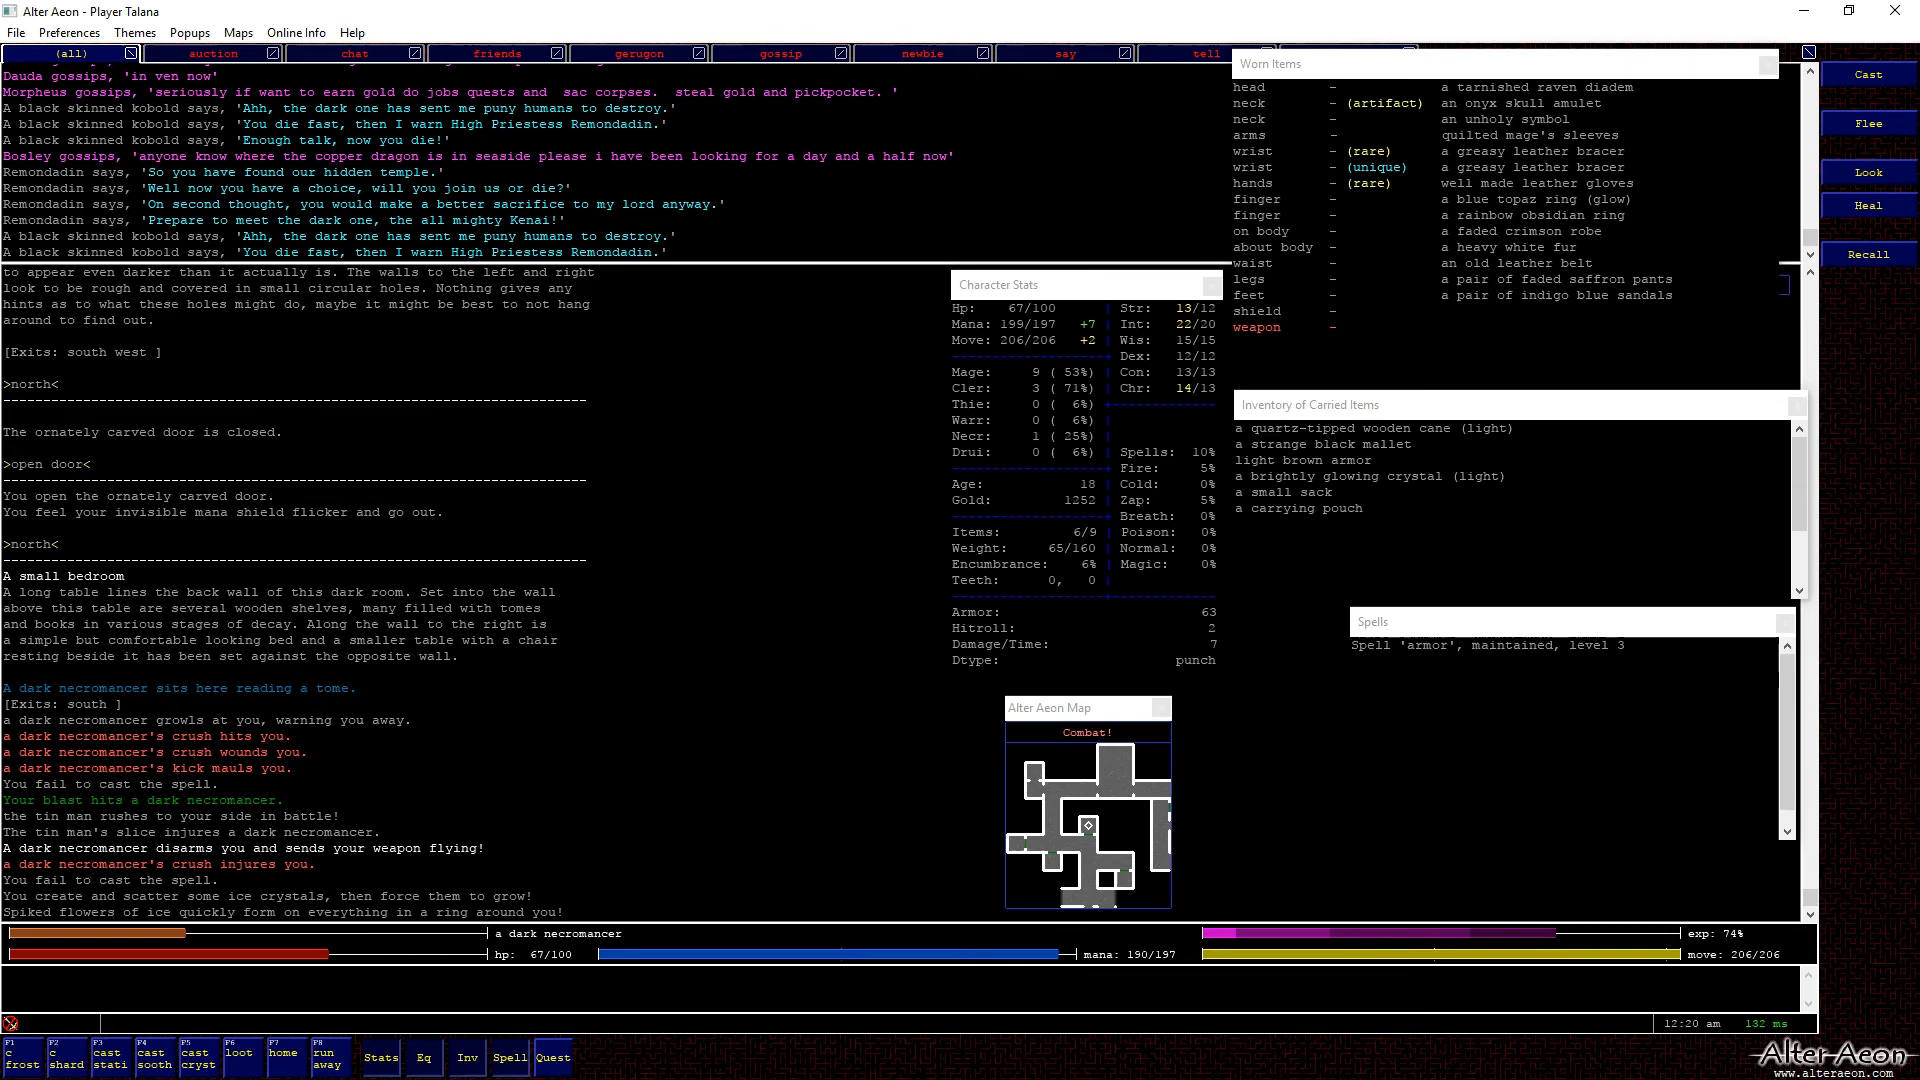 Alter Aeon - Player Talana
File Preferences Themes Popups Maps Online Info Help
(all) auction chat friends gerugon gossip newbie say tell
Dauda gossips, 'in ven now'
Morpheus gossips, 'seriously if want to earn gold do jobs quests and  sac corpses.  steal gold and pickpocket. '
A black skinned kobold says, 'Ahh, the dark one has sent me puny humans to destroy.'
A black skinned kobold says, 'You die fast, then I warn High Priestess Remondadin.'
A black skinned kobold says, 'Enough talk, now you die!'
Bosley gossips, 'anyone know where the copper dragon is in seaside please i have been looking for a day and a half now'
Remondadin says, 'So you have found our hidden temple.'
Remondadin says, 'Well now you have a choice, will you join us or die?'
Remondadin says, 'On second thought, you would make a better sacrifice to my lord anyway.'
Remondadin says, 'Prepare to meet the dark one, the all mighty Kenai!'
A black skinned kobold says, 'Ahh, the dark one has sent me puny humans to destroy.'
A black skinned kobold says, 'You die fast, then I warn High Priestess Remondadin.'
to appear even darker than it actually is. The walls to the left and right
look to be rough and covered in small circular holes. Nothing gives any
hints as to what these holes might do, maybe it might be best to not hang
around to find out.
[Exits: south west ]
>north<
The ornately carved door is closed.
>open door<
You open the ornately carved door.
You feel your invisible mana shield flicker and go out.
>north<
A small bedroom
A long table lines the back wall of this dark room. Set into the wall
above this table are several wooden shelves, many filled with tomes
and books in various stages of decay. Along the wall to the right is
a simple but comfortable looking bed and a smaller table with a chair
resting beside it has been set against the opposite wall.
A dark necromancer sits here reading a tome.
[Exits: south ]
a dark necromancer growls at you, warning you away.
a dark necromancer's crush hits you.
a dark necromancer's crush wounds you.
a dark necromancer's kick mauls you.
You fail to cast the spell.
Your blast hits a dark necromancer.
the tin man rushes to your side in battle!
The tin man's slice injures a dark necromancer.
A dark necromancer disarms you and sends your weapon flying!
a dark necromancer's crush injures you.
You fail to cast the spell.
You create and scatter some ice crystals, then force them to grow!
Spiked flowers of ice quickly form on everything in a ring around you!
Character Stats
Hp: 67/100 Str: 13/12
Mana: 199/197 +7 Int: 22/20
Move: 206/206 +2 Wis: 15/15
Dex: 12/12
Mage: 9 ( 53%) Con: 13/13
Cler: 3 ( 71%) Chr: 14/13
Thie: 0 ( 6%)
Warr: 0 ( 6%)
Necr: 1 ( 25%)
Drui: 0 ( 6%) Spells: 10%
Fire: 5%
Age: 18 Cold: 0%
Gold: 1252 Zap: 5%
Breath: 0%
Items: 6/9 Poison: 0%
Weight: 65/160 Normal: 0%
Encumbrance: 6% Magic: 0%
Teeth: 0, 0
Armor: 63
Hitroll: 2
Damage/Time: 7
Dtype: punch
Alter Aeon Map
Combat!
Worn Items
head - a tarnished raven diadem
neck - (artifact) an onyx skull amulet
neck - an unholy symbol
arms - quilted mage's sleeves
wrist - (rare) a greasy leather bracer
wrist - (unique) a greasy leather bracer
hands - (rare) well made leather gloves
finger - a blue topaz ring (glow)
finger - a rainbow obsidian ring
on body - a faded crimson robe
about body - a heavy white fur
waist - an old leather belt
legs - a pair of faded saffron pants
feet - a pair of indigo blue sandals
shield -
weapon -
Inventory of Carried Items
a quartz-tipped wooden cane (light)
a strange black mallet
light brown armor
a brightly glowing crystal (light)
a small sack
a carrying pouch
Spells
Spell 'armor', maintained, level 3
Cast
Flee
Look
Heal
Recall
a dark necromancer exp: 74%
hp: 67/100 mana: 190/197 move: 206/206
12:20 am 132 ms
F1 c frost
F2 c shard
F3 cast stati
F4 cast sooth
F5 cast cryst
F6 loot
F7 home
F8 run away
Stats Eq Inv Spell Quest
Alter Aeon
www.alteraeon.com